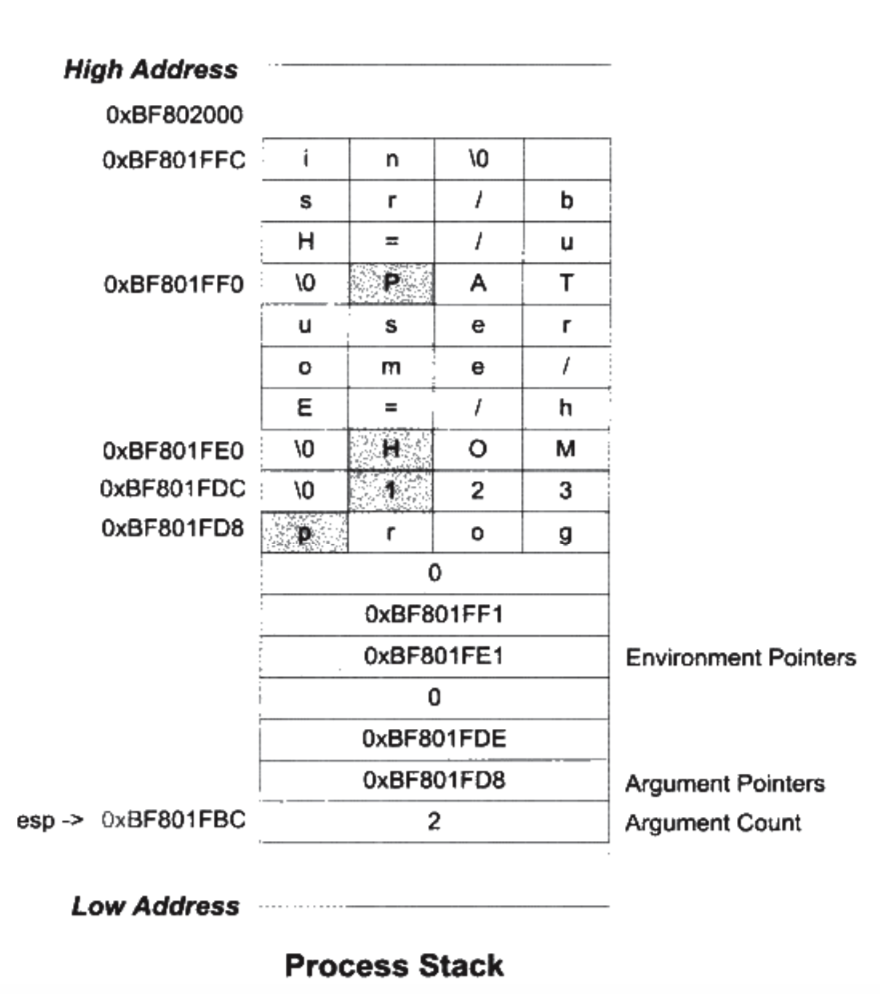 High Address
0xBF802000
0xBF801FFC i n \0
s r / b
H = / u
0xBF801FF0 \0 P A T
u s e r
o m e /
E = / h
0xBF801FE0 \0 H O M
0xBF801FDC \0 1 2 3
0xBF801FD8 p r o g
0
0xBF801FF1
0xBF801FE1 Environment Pointers
0
0xBF801FDE
0xBF801FD8 Argument Pointers
esp -> 0xBF801FBC 2 Argument Count
Low Address
Process Stack